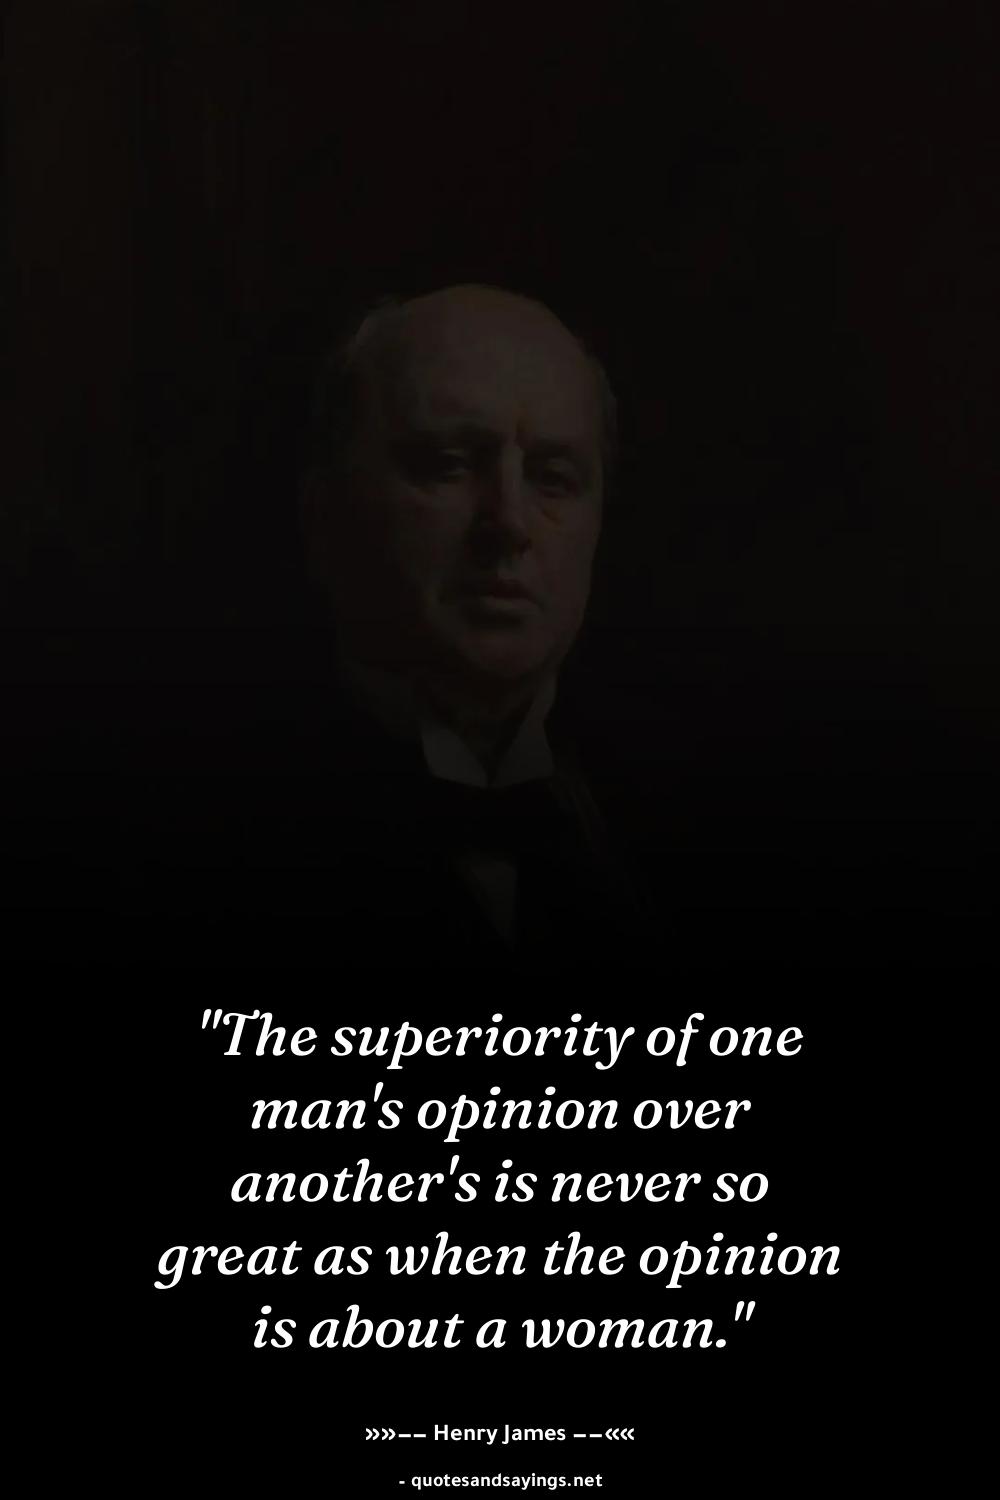 "The superiority of one
man's opinion over
another's is never so
great as when the opinion
is about a woman."
»»–– Henry James ––««
- quotesandsayings.net